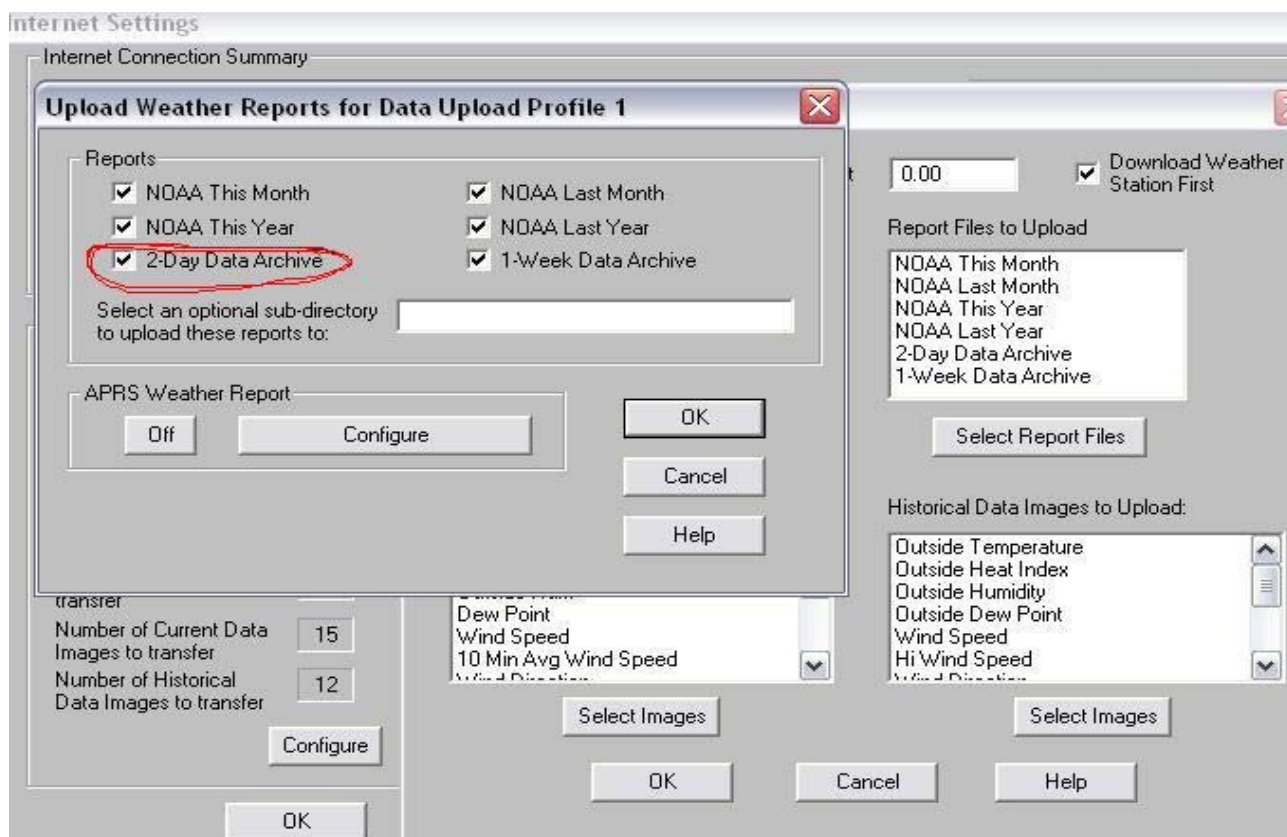 Internet Settings
Internet Connection Summary
Upload Weather Reports for Data Upload Profile 1
Reports
NOAA This Month
NOAA Last Month
NOAA This Year
NOAA Last Year
2-Day Data Archive
1-Week Data Archive
Select an optional sub-directory
to upload these reports to:
APRS Weather Report
Off
Configure
OK
Cancel
Help
t
0.00
Download Weather
Station First
Report Files to Upload
NOAA This Month
NOAA Last Month
NOAA This Year
NOAA Last Year
2-Day Data Archive
1-Week Data Archive
Select Report Files
Historical Data Images to Upload:
Outside Temperature
Outside Heat Index
Outside Humidity
Outside Dew Point
Wind Speed
Hi Wind Speed
Wind Direction
Select Images
transfer
Number of Current Data
Images to transfer
15
Number of Historical
Data Images to transfer
12
Configure
OK
Dew Point
Wind Speed
10 Min Avg Wind Speed
Wind Direction
Select Images
OK
Cancel
Help